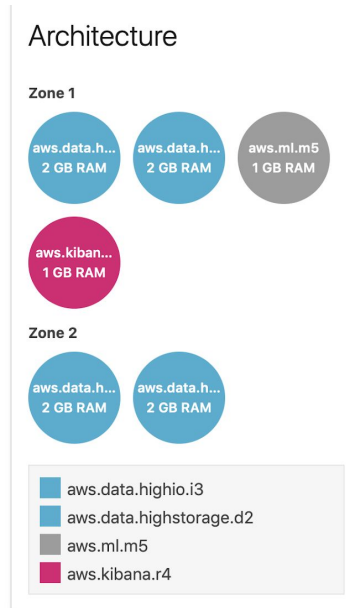 Architecture
Zone 1
aws.data.h... aws.data.h... aws.ml.m5
2 GB RAM 2 GB RAM 1 GB RAM
aws.kiban...
1 GB RAM
Zone 2
aws.data.h... aws.data.h...
2 GB RAM 2 GB RAM
aws.data.highio.i3
aws.data.highstorage.d2
aws.ml.m5
aws.kibana.r4